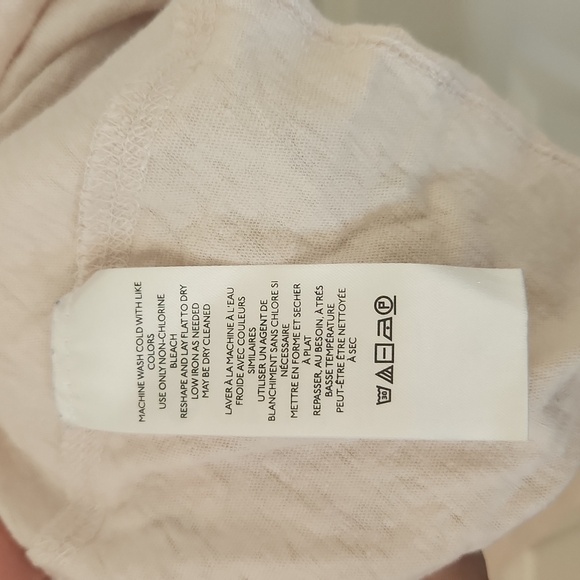 MACHINE WASH COLD WITH LIKE
COLORS
USE ONLY NON-CHLORINE
BLEACH
RESHAPE AND LAY FLAT TO DRY
LOW IRON AS NEEDED
MAY BE DRY CLEANED
LAVER À LA MACHINE À L'EAU
FROIDE AVEC COULEURS
SIMILAIRES
UTILISER UN AGENT DE
BLANCHIMENT SANS CHLORE SI
NÉCESSAIRE
METTRE EN FORME ET SECHER
À PLAT
REPASSER, AU BESOIN, À TRÈS
BASSE TEMPÉRATURE
PEUT-ÊTRE ÊTRE NETTOYÉE
À SEC
30 P